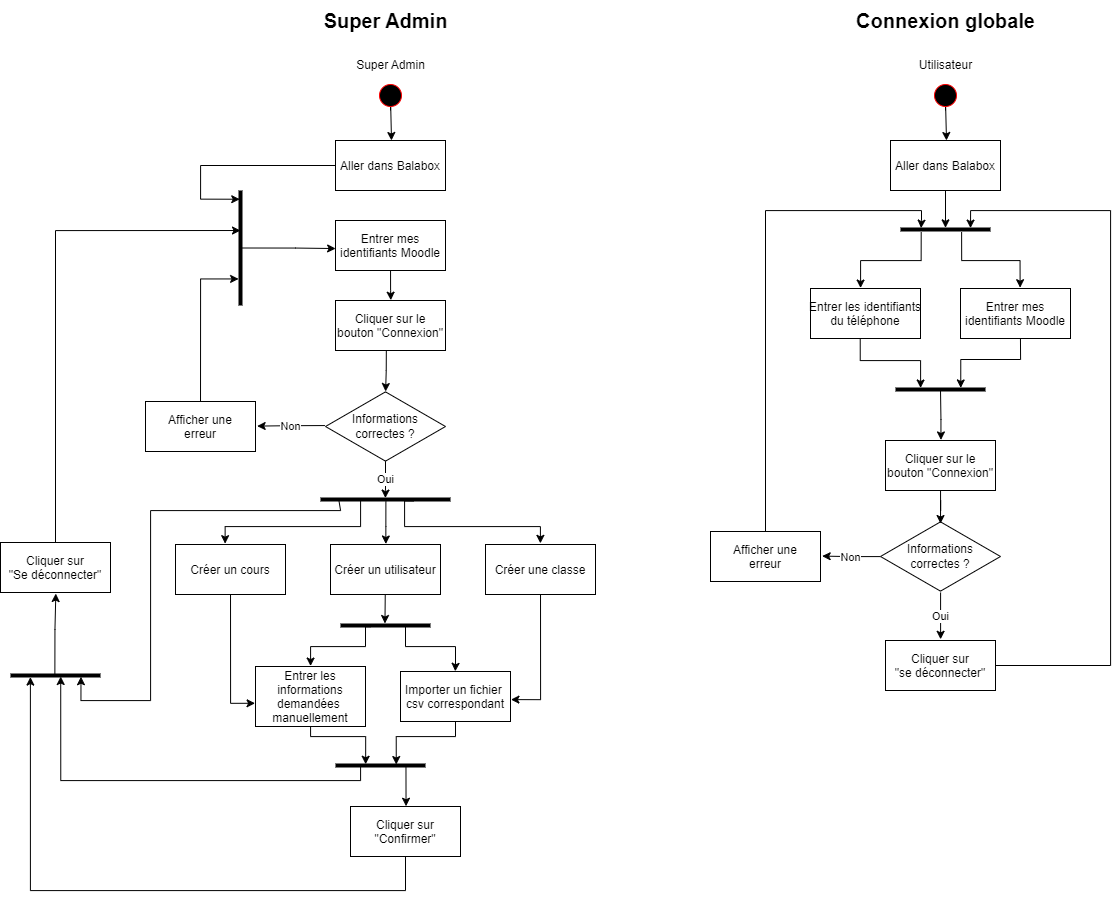 Super Admin
Super Admin
Aller dans Balabox
Entrer mes
identifiants Moodle
Cliquer sur le
bouton "Connexion"
Informations
correctes ?
Non
Afficher une
erreur
Oui
Cliquer sur
"Se déconnecter"
Créer un cours
Créer un utilisateur
Créer une classe
Entrer les
informations
demandées
manuellement
Importer un fichier
csv correspondant
Cliquer sur
"Confirmer"
Connexion globale
Utilisateur
Aller dans Balabox
Entrer les identifiants
du téléphone
Entrer mes
identifiants Moodle
Cliquer sur le
bouton "Connexion"
Informations
correctes ?
Non
Afficher une
erreur
Oui
Cliquer sur
"se déconnecter"